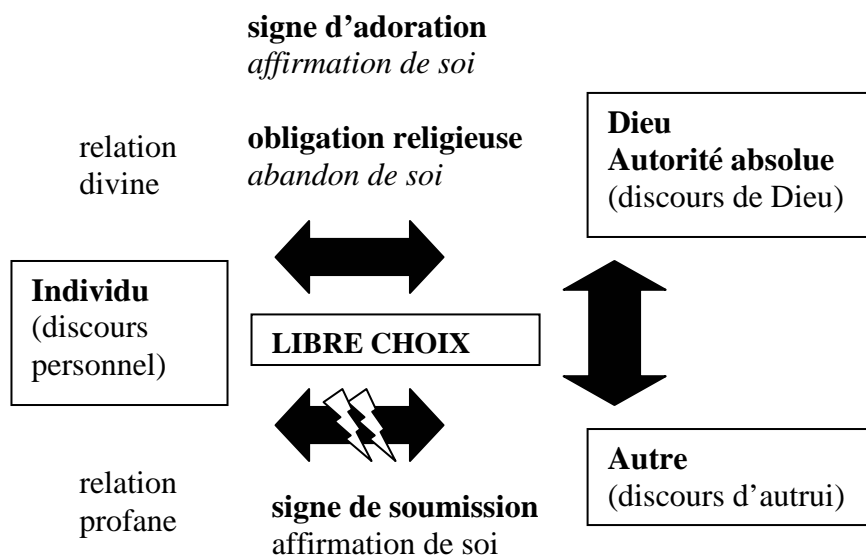 signe d’adoration
affirmation de soi
obligation religieuse
abandon de soi
relation
divine
Dieu
Autorité absolue
(discours de Dieu)
Individu
(discours
personnel)
LIBRE CHOIX
relation
profane
signe de soumission
affirmation de soi
Autre
(discours d’autrui)